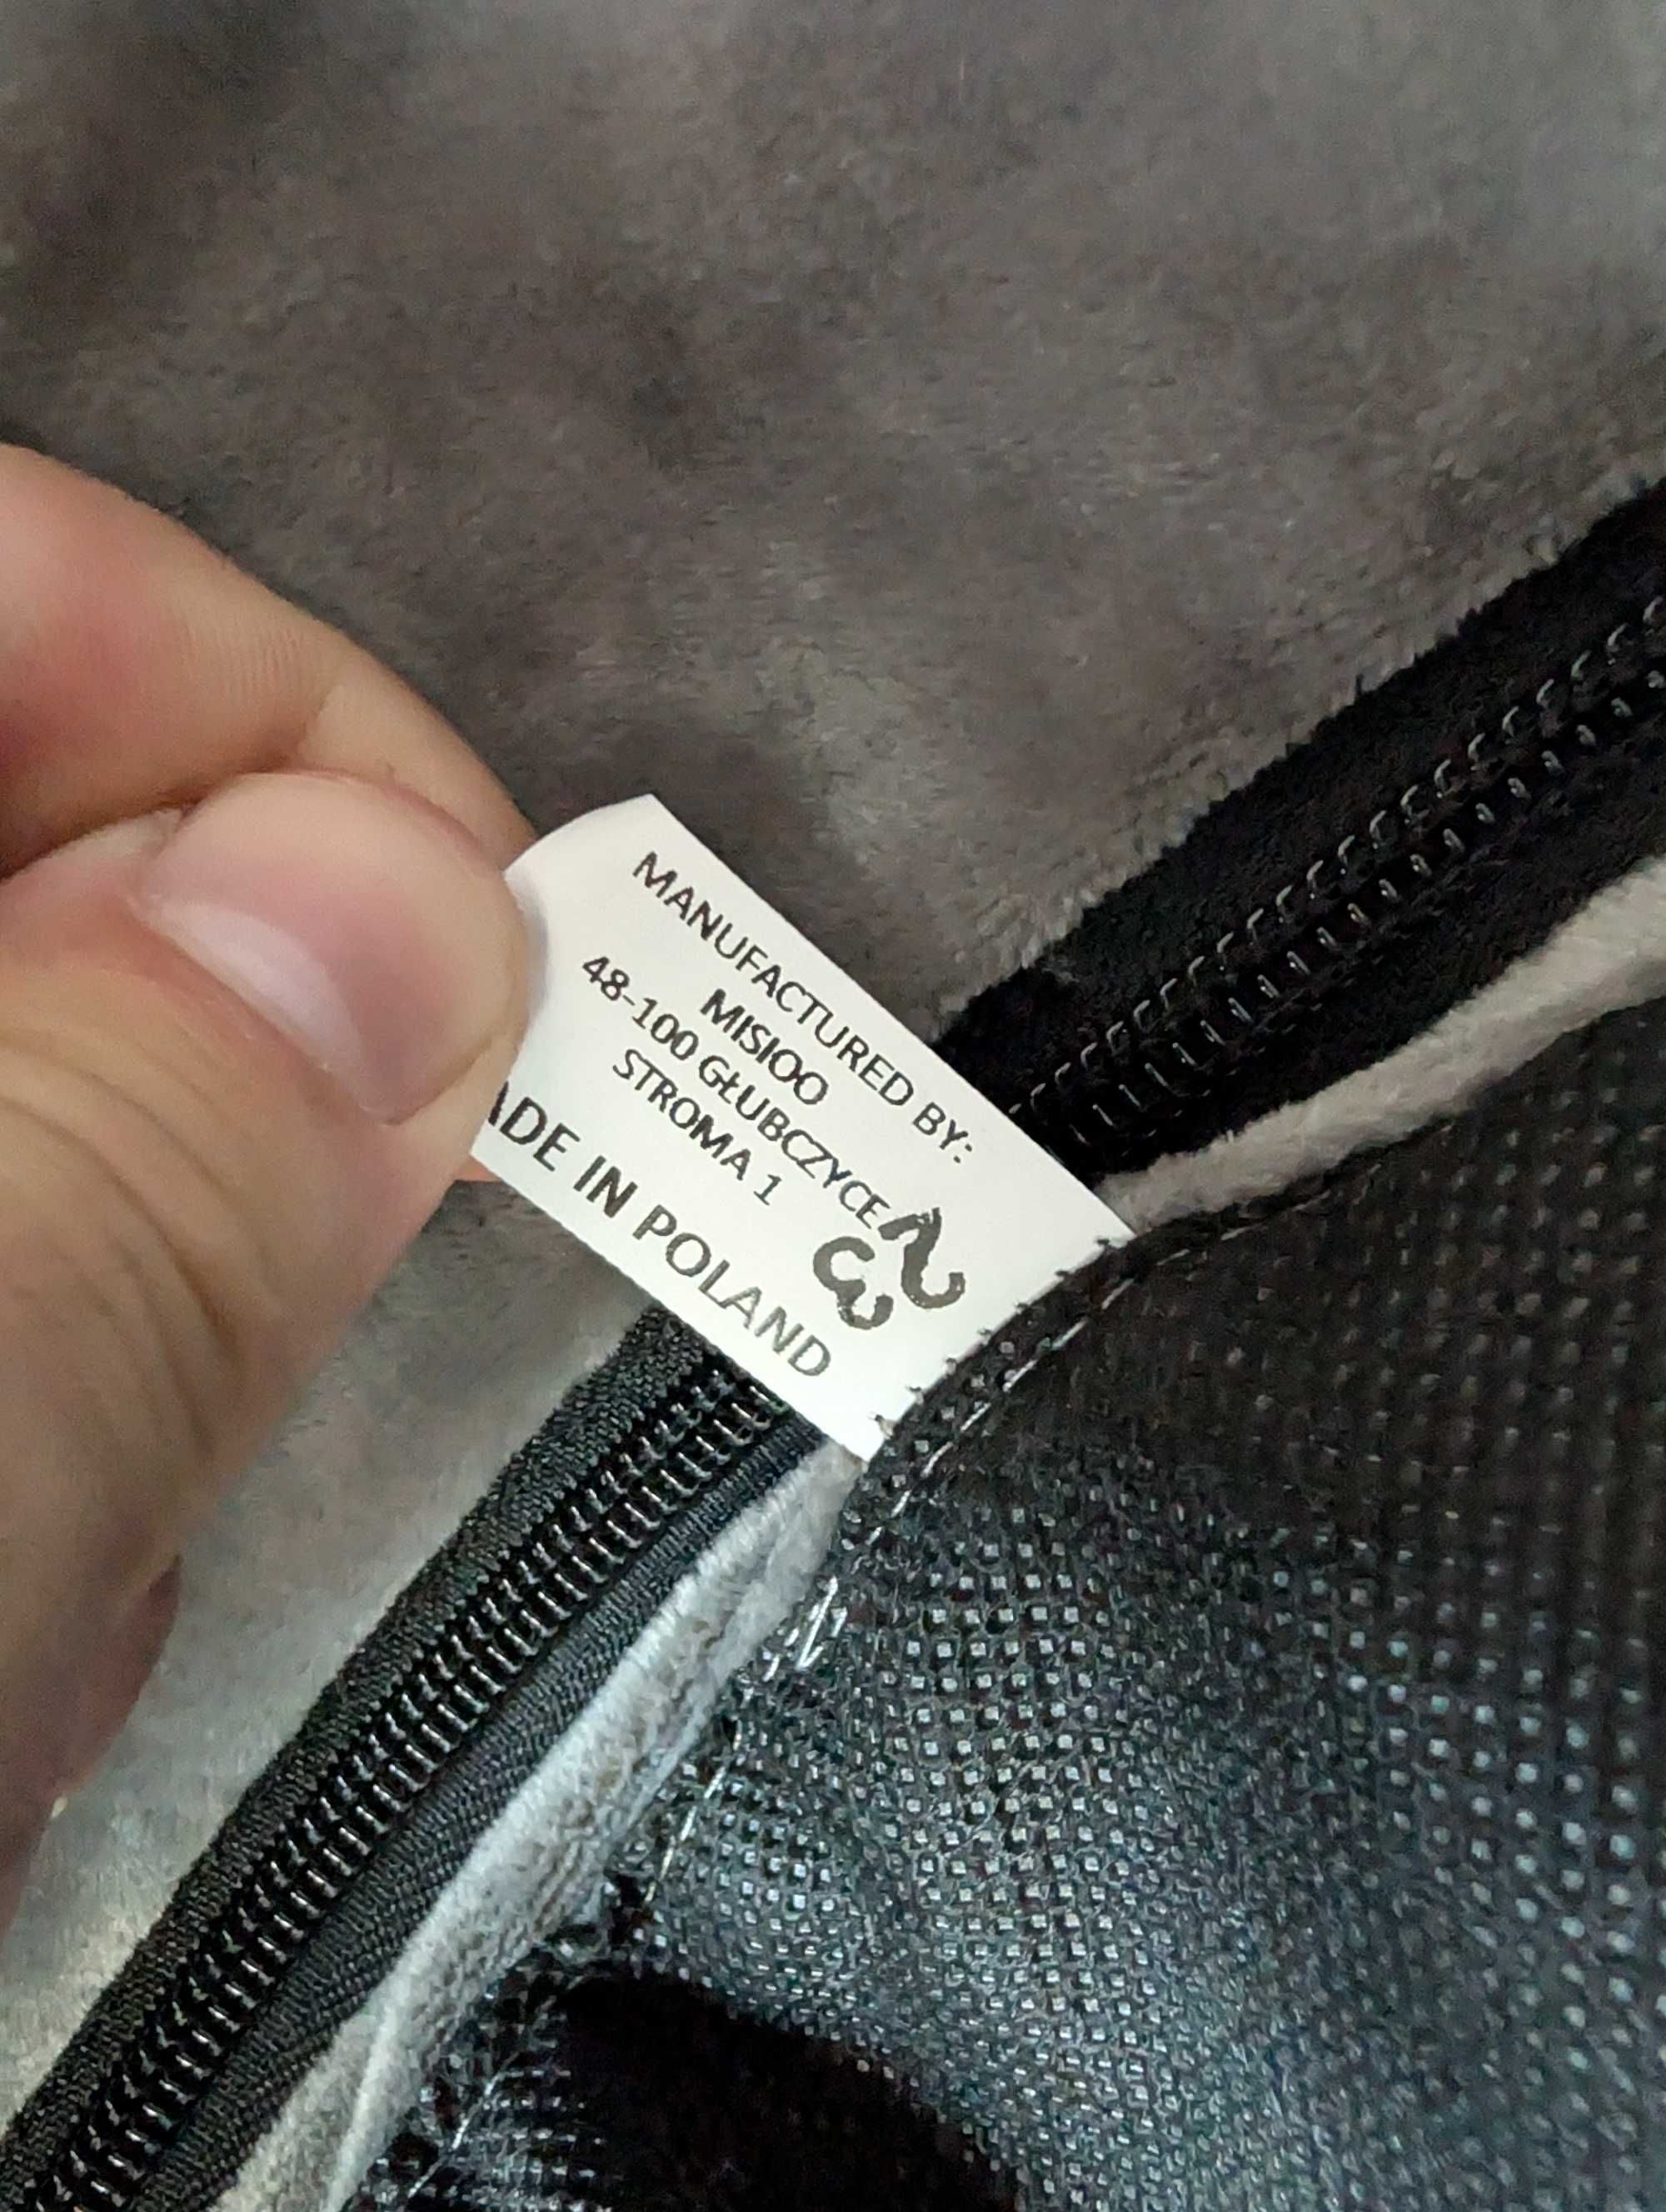 MANUFACTURED BY:
MISIOO
48-100 GŁUBCZYCE
STROMA 1
ADE IN POLAND